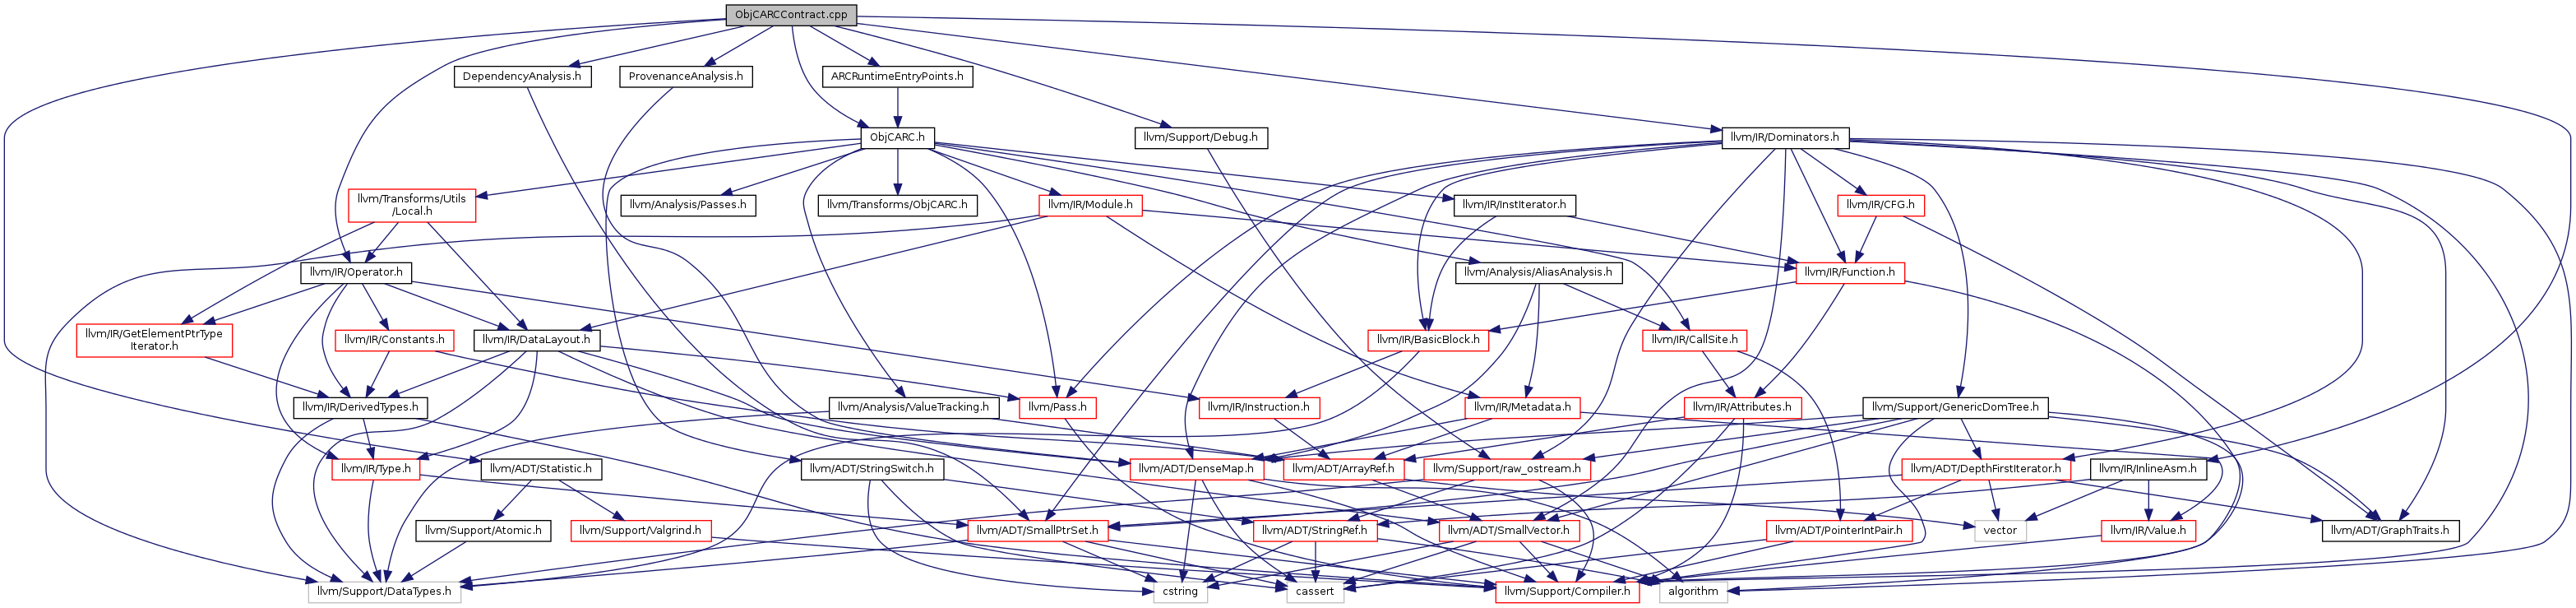 ObjCARCContract.cpp
DependencyAnalysis.h
ProvenanceAnalysis.h
ARCRuntimeEntryPoints.h
ObjCARC.h
llvm/Support/Debug.h
llvm/IR/Dominators.h
llvm/Transforms/Utils
/Local.h
llvm/Analysis/Passes.h
llvm/Transforms/ObjCARC.h
llvm/IR/Module.h
llvm/IR/InstIterator.h
llvm/IR/CFG.h
llvm/IR/Operator.h
llvm/Analysis/AliasAnalysis.h
llvm/IR/Function.h
llvm/IR/GetElementPtrType
Iterator.h
llvm/IR/Constants.h
llvm/IR/DataLayout.h
llvm/IR/BasicBlock.h
llvm/IR/CallSite.h
llvm/IR/DerivedTypes.h
llvm/Analysis/ValueTracking.h
llvm/Pass.h
llvm/IR/Instruction.h
llvm/IR/Metadata.h
llvm/IR/Attributes.h
llvm/Support/GenericDomTree.h
llvm/IR/Type.h
llvm/ADT/Statistic.h
llvm/ADT/StringSwitch.h
llvm/ADT/DenseMap.h
llvm/ADT/ArrayRef.h
llvm/Support/raw_ostream.h
llvm/ADT/DepthFirstIterator.h
llvm/IR/InlineAsm.h
llvm/Support/Atomic.h
llvm/Support/Valgrind.h
llvm/ADT/SmallPtrSet.h
llvm/ADT/StringRef.h
llvm/ADT/SmallVector.h
llvm/ADT/PointerIntPair.h
vector
llvm/IR/Value.h
llvm/ADT/GraphTraits.h
llvm/Support/DataTypes.h
cstring
cassert
llvm/Support/Compiler.h
algorithm